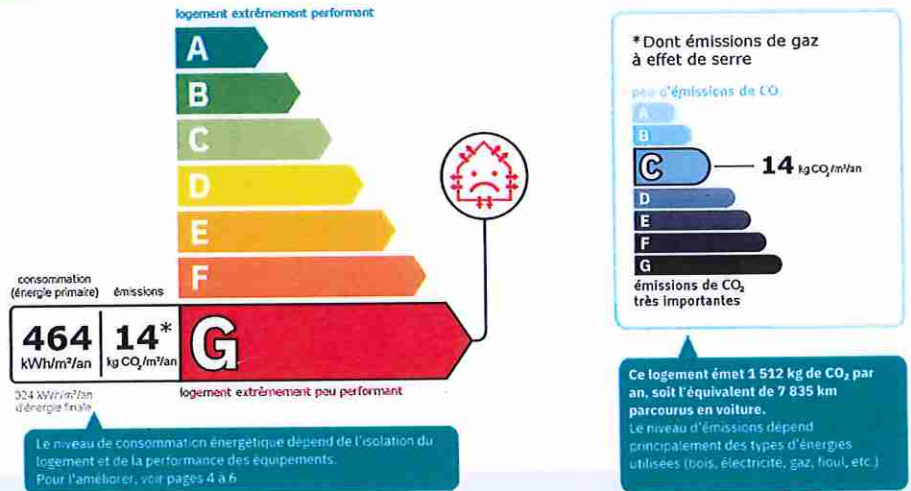 logement extrêmement performant
A
B
C
D
E
F
consommation
(énergie primaire)
émissions
464
kWh/m²/an
14*
kg CO₂/m²/an
G
324 kWh/m²/an
d'énergie finale
logement extrêmement peu performant
Le niveau de consommation énergétique dépend de l'isolation du
logement et de la performance des équipements.
Pour l'améliorer, voir pages 4 à 6
*Dont émissions de gaz
à effet de serre
peu d'émissions de CO₂
A
B
C
14 kg CO₂/m²/an
D
E
F
G
émissions de CO₂
très importantes
Ce logement émet 1 512 kg de CO₂ par
an, soit l'équivalent de 7 835 km
parcourus en voiture.
Le niveau d'émissions dépend
principalement des types d'énergies
utilisées (bois, électricité, gaz, fioul, etc.)